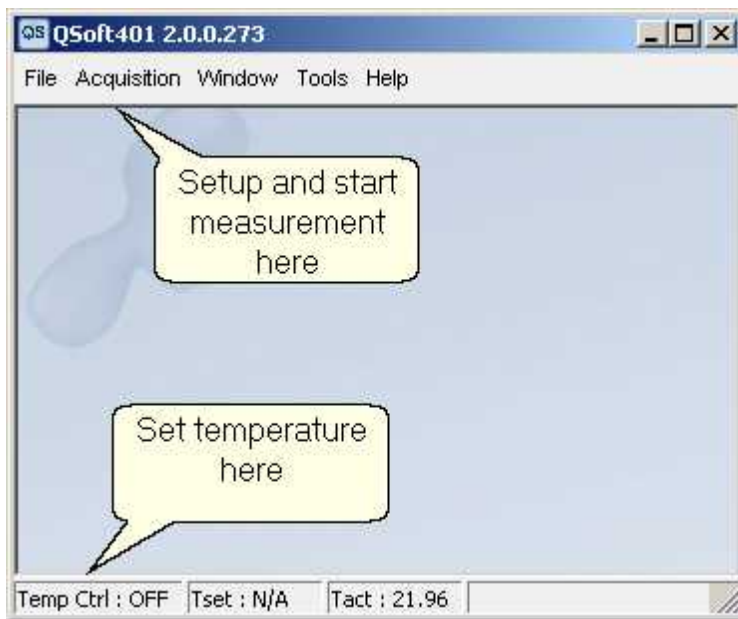 QS QSoft401 2.0.0.273
File Acquisition Window Tools Help
Setup and start
measurement
here
Set temperature
here
Temp Ctrl : OFF Tset : N/A Tact : 21.96